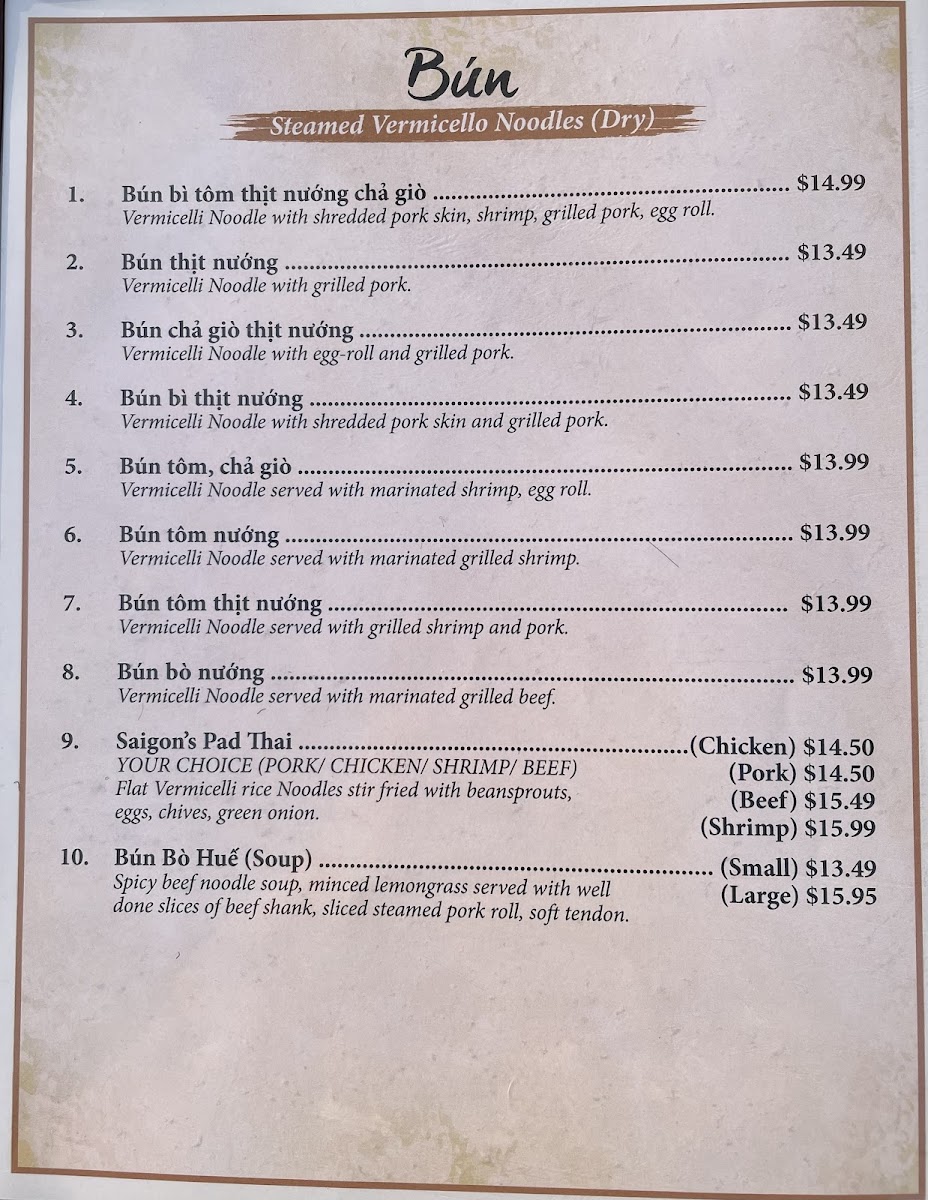 Bún
Steamed Vermicello Noodles (Dry)
1. Bún bì tôm thịt nướng chả giò ........................................................ $14.99
Vermicelli Noodle with shredded pork skin, shrimp, grilled pork, egg roll.
2. Bún thịt nướng ................................................................................ $13.49
Vermicelli Noodle with grilled pork.
3. Bún chả giò thịt nướng .................................................................... $13.49
Vermicelli Noodle with egg-roll and grilled pork.
4. Bún bì thịt nướng ............................................................................ $13.49
Vermicelli Noodle with shredded pork skin and grilled pork.
5. Bún tôm, chả giò .............................................................................. $13.99
Vermicelli Noodle served with marinated shrimp, egg roll.
6. Bún tôm nướng ................................................................................ $13.99
Vermicelli Noodle served with marinated grilled shrimp.
7. Bún tôm thịt nướng ......................................................................... $13.99
Vermicelli Noodle served with grilled shrimp and pork.
8. Bún bò nướng .................................................................................. $13.99
Vermicelli Noodle served with marinated grilled beef.
9. Saigon's Pad Thai ..............................................................(Chicken) $14.50
YOUR CHOICE (PORK/ CHICKEN/ SHRIMP/ BEEF) (Pork) $14.50
Flat Vermicelli rice Noodles stir fried with beansprouts, (Beef) $15.49
eggs, chives, green onion. (Shrimp) $15.99
10. Bún Bò Huế (Soup) .............................................................. (Small) $13.49
Spicy beef noodle soup, minced lemongrass served with well (Large) $15.95
done slices of beef shank, sliced steamed pork roll, soft tendon.